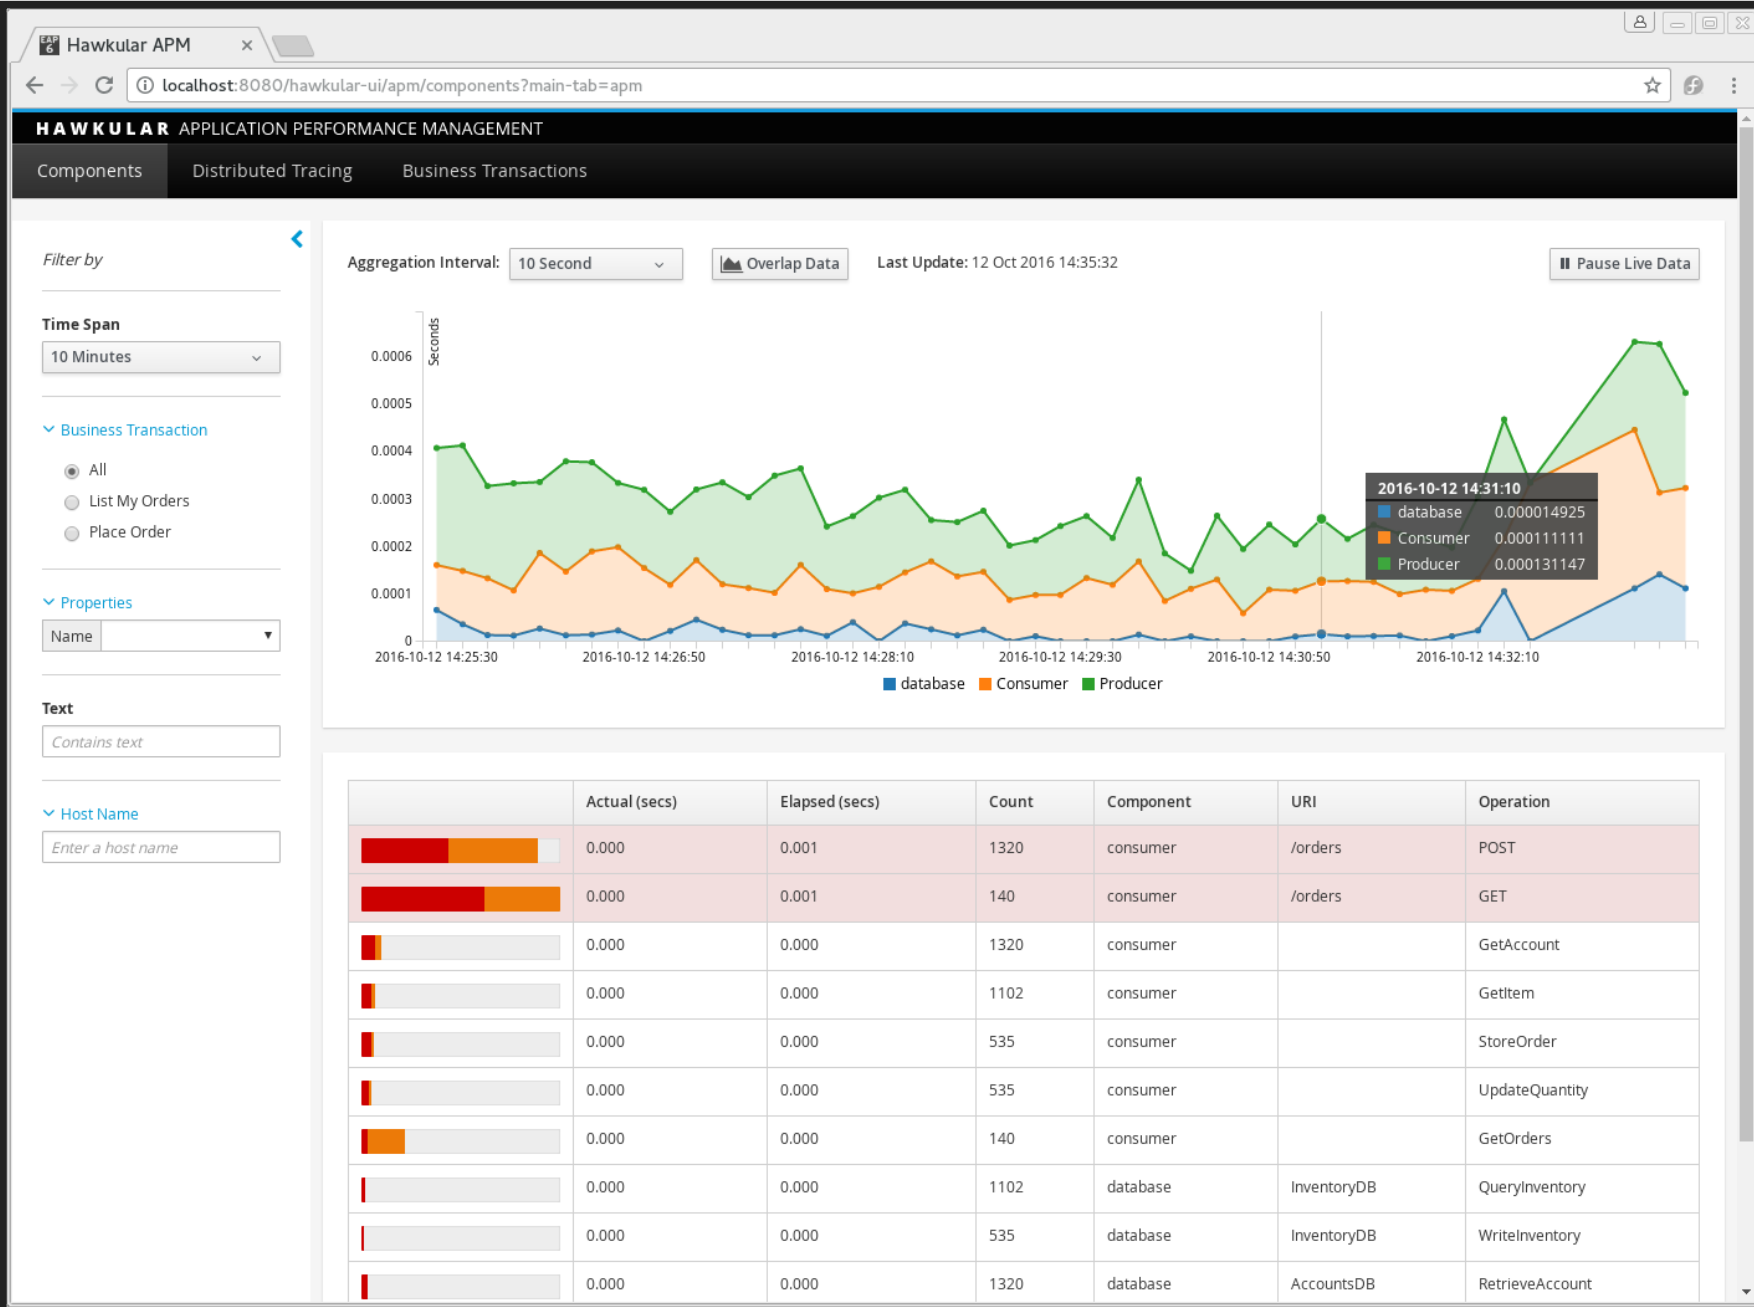 Hawkular APM
localhost:8080/hawkular-ui/apm/components?main-tab=apm
HAWKULAR APPLICATION PERFORMANCE MANAGEMENT
Components Distributed Tracing Business Transactions
Filter by
Time Span
10 Minutes
Business Transaction
All
List My Orders
Place Order
Properties
Name
Text
Contains text
Host Name
Enter a host name
Aggregation Interval: 10 Second Overlap Data Last Update: 12 Oct 2016 14:35:32 Pause Live Data
Seconds
0.0006
0.0005
0.0004
0.0003
0.0002
0.0001
0
2016-10-12 14:31:10
database 0.000014925
Consumer 0.000111111
Producer 0.000131147
2016-10-12 14:25:30 2016-10-12 14:26:50 2016-10-12 14:28:10 2016-10-12 14:29:30 2016-10-12 14:30:50 2016-10-12 14:32:10
database Consumer Producer
Actual (secs) Elapsed (secs) Count Component URI Operation
0.000 0.001 1320 consumer /orders POST
0.000 0.001 140 consumer /orders GET
0.000 0.000 1320 consumer GetAccount
0.000 0.000 1102 consumer GetItem
0.000 0.000 535 consumer StoreOrder
0.000 0.000 535 consumer UpdateQuantity
0.000 0.000 140 consumer GetOrders
0.000 0.000 1102 database InventoryDB QueryInventory
0.000 0.000 535 database InventoryDB WriteInventory
0.000 0.000 1320 database AccountsDB RetrieveAccount